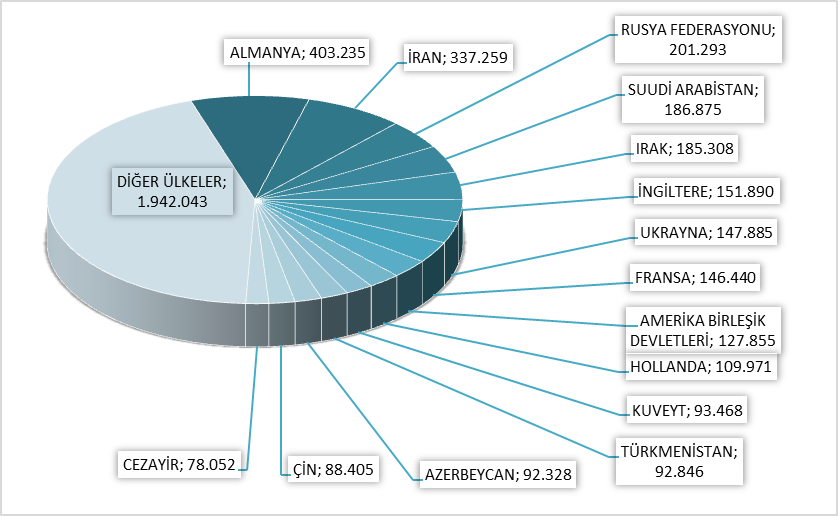 ALMANYA; 403.235
İRAN; 337.259
RUSYA FEDERASYONU;
201.293
SUUDİ ARABİSTAN;
186.875
IRAK; 185.308
İNGİLTERE; 151.890
UKRAYNA; 147.885
FRANSA; 146.440
AMERİKA BİRLEŞİK
DEVLETLERİ; 127.855
HOLLANDA; 109.971
KUVEYT; 93.468
TÜRKMENİSTAN;
92.846
AZERBEYCAN; 92.328
ÇİN; 88.405
CEZAYİR; 78.052
DİĞER ÜLKELER;
1.942.043